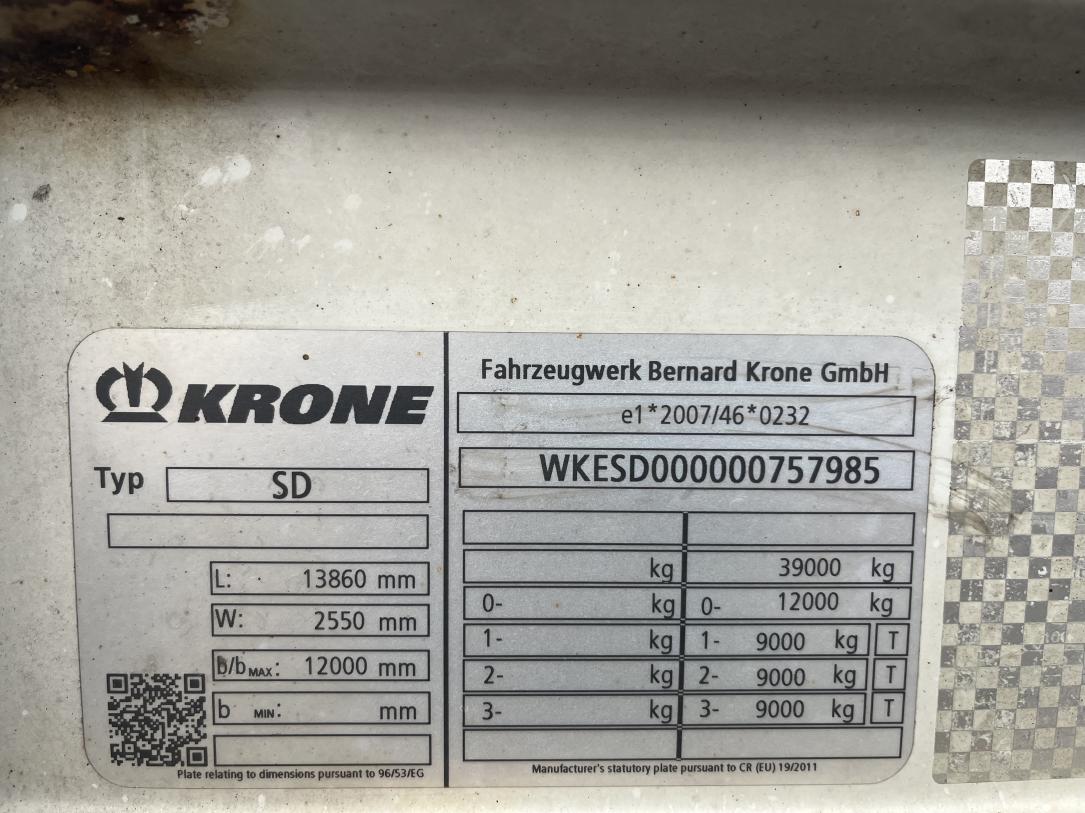 KRONE
Typ SD
L: 13860 mm
W: 2550 mm
b/bMAX: 12000 mm
b MIN: mm
Plate relating to dimensions pursuant to 96/53/EG
Fahrzeugwerk Bernard Krone GmbH
e1*2007/46*0232
WKESD000000757985
kg 39000 kg
0- kg 0- 12000 kg
1- kg 1- 9000 kg T
2- kg 2- 9000 kg T
3- kg 3- 9000 kg T
Manufacturer's statutory plate pursuant to CR (EU) 19/2011